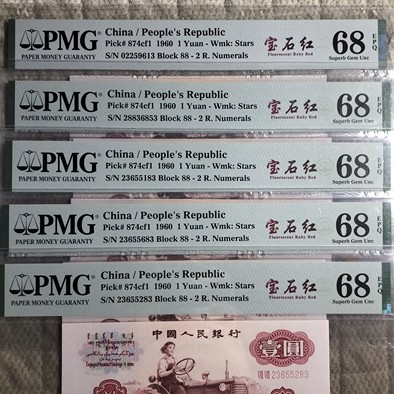 PMG
PAPER MONEY GUARANTY
China / People's Republic
Pick# 874cf1 1960 1 Yuan - Wmk: Stars
S/N 02259613 Block 88 - 2 R. Numerals
宝石红
Fluorescent Ruby Red
68 EPQ
Superb Gem Unc
PMG
PAPER MONEY GUARANTY
China / People's Republic
Pick# 874cf1 1960 1 Yuan - Wmk: Stars
S/N 28836853 Block 88 - 2 R. Numerals
宝石红
Fluorescent Ruby Red
68 EPQ
Superb Gem Unc
PMG
PAPER MONEY GUARANTY
China / People's Republic
Pick# 874cf1 1960 1 Yuan - Wmk: Stars
S/N 23655183 Block 88 - 2 R. Numerals
宝石红
Fluorescent Ruby Red
68 EPQ
Superb Gem Unc
PMG
PAPER MONEY GUARANTY
China / People's Republic
Pick# 874cf1 1960 1 Yuan - Wmk: Stars
S/N 23655683 Block 88 - 2 R. Numerals
宝石红
Fluorescent Ruby Red
68 EPQ
Superb Gem Unc
PMG
PAPER MONEY GUARANTY
China / People's Republic
Pick# 874cf1 1960 1 Yuan - Wmk: Stars
S/N 23655283 Block 88 - 2 R. Numerals
宝石红
Fluorescent Ruby Red
68 EPQ
Superb Gem Unc
中國人民銀行
壹圓
VIII VIII 23655283